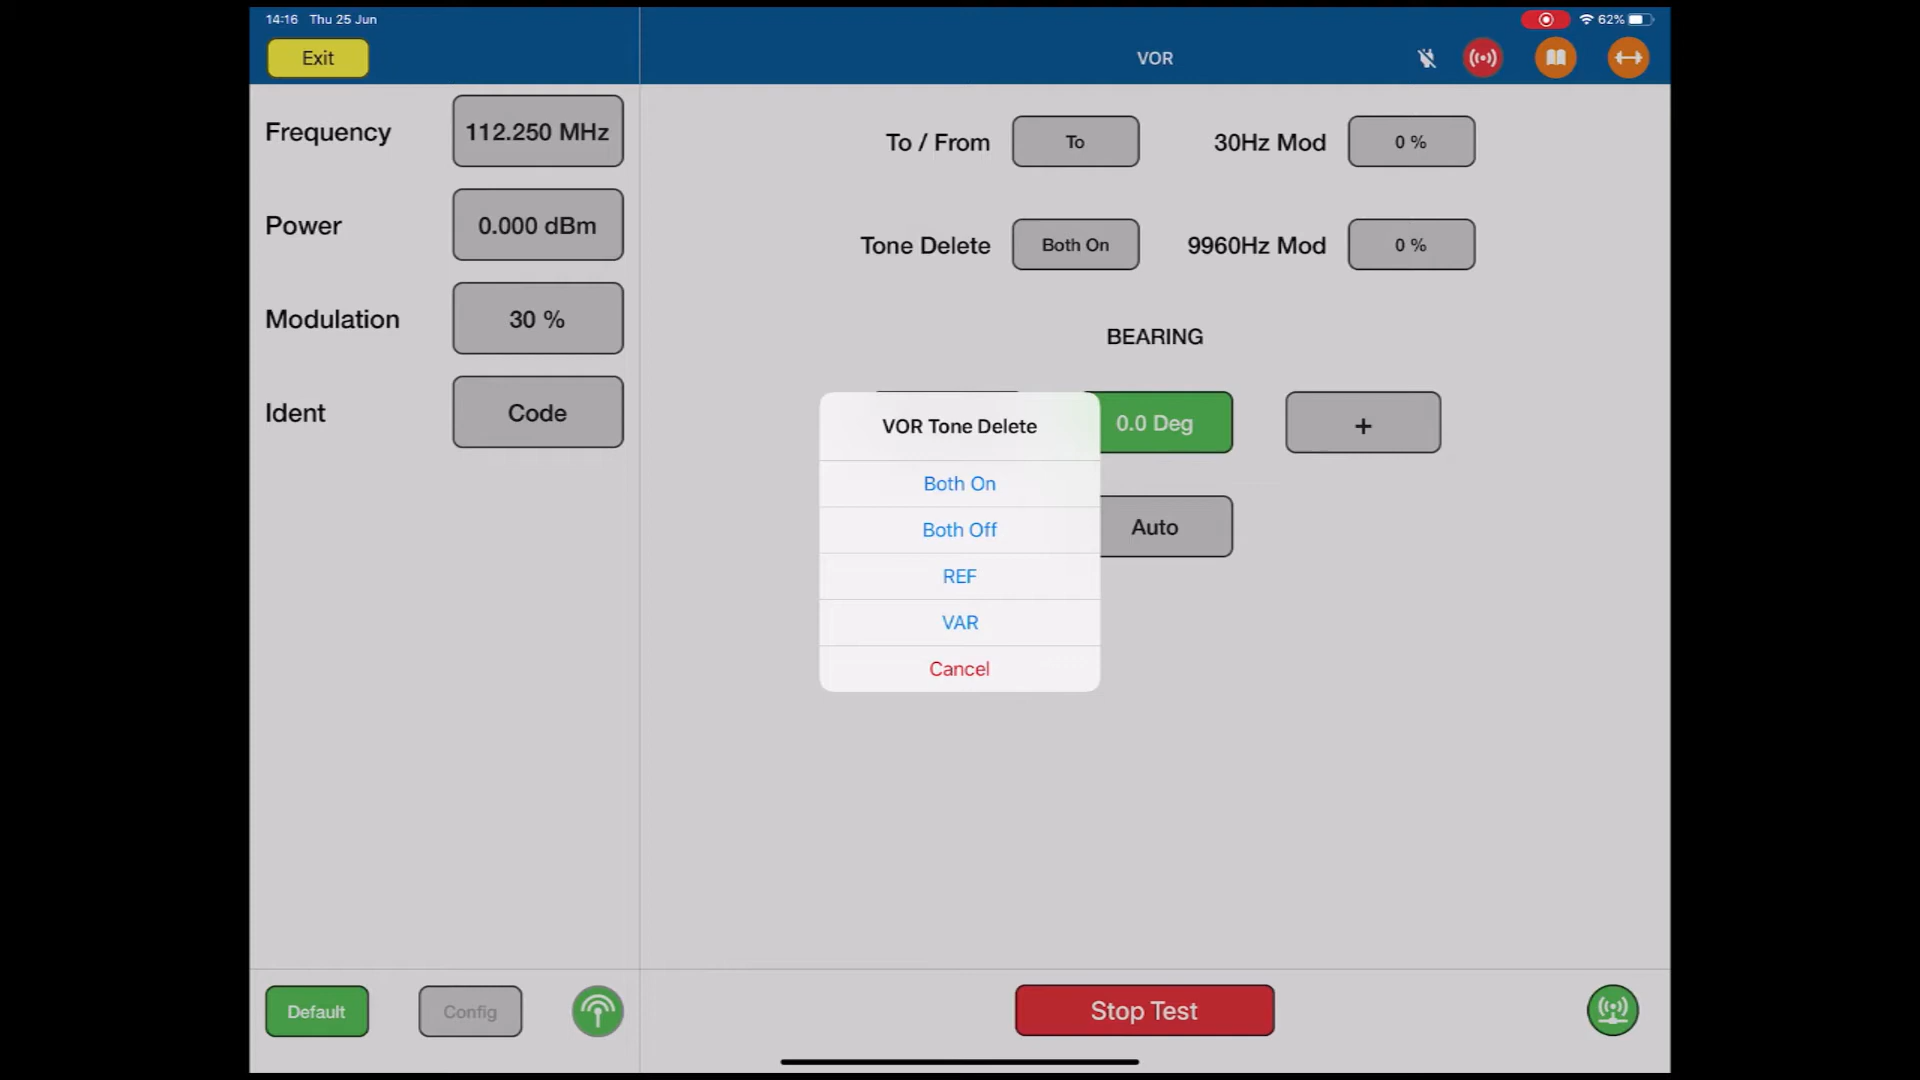 14:16 Thu 25 Jun
62%
Exit
VOR
Frequency 112.250 MHz
Power 0.000 dBm
Modulation 30 %
Ident Code
To / From To 30Hz Mod 0 %
Tone Delete Both On 9960Hz Mod 0 %
BEARING
0.0 Deg +
Auto
VOR Tone Delete
Both On
Both Off
REF
VAR
Cancel
Default Config Stop Test